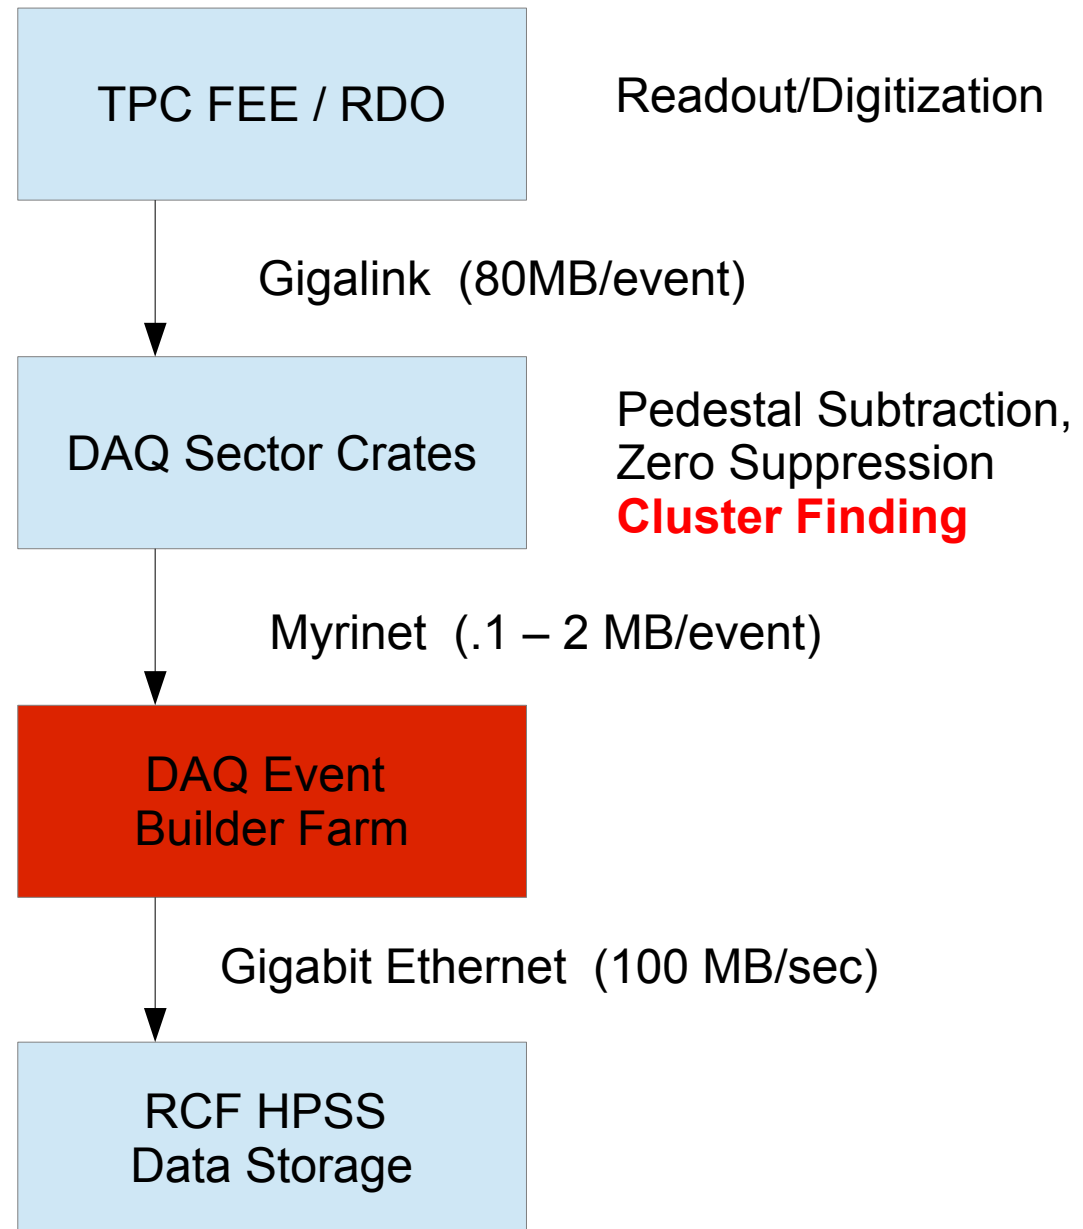 TPC FEE / RDO
Readout/Digitization
Gigalink (80MB/event)
DAQ Sector Crates
Pedestal Subtraction,
Zero Suppression
Cluster Finding
Myrinet (.1 – 2 MB/event)
DAQ Event
Builder Farm
Gigabit Ethernet (100 MB/sec)
RCF HPSS
Data Storage